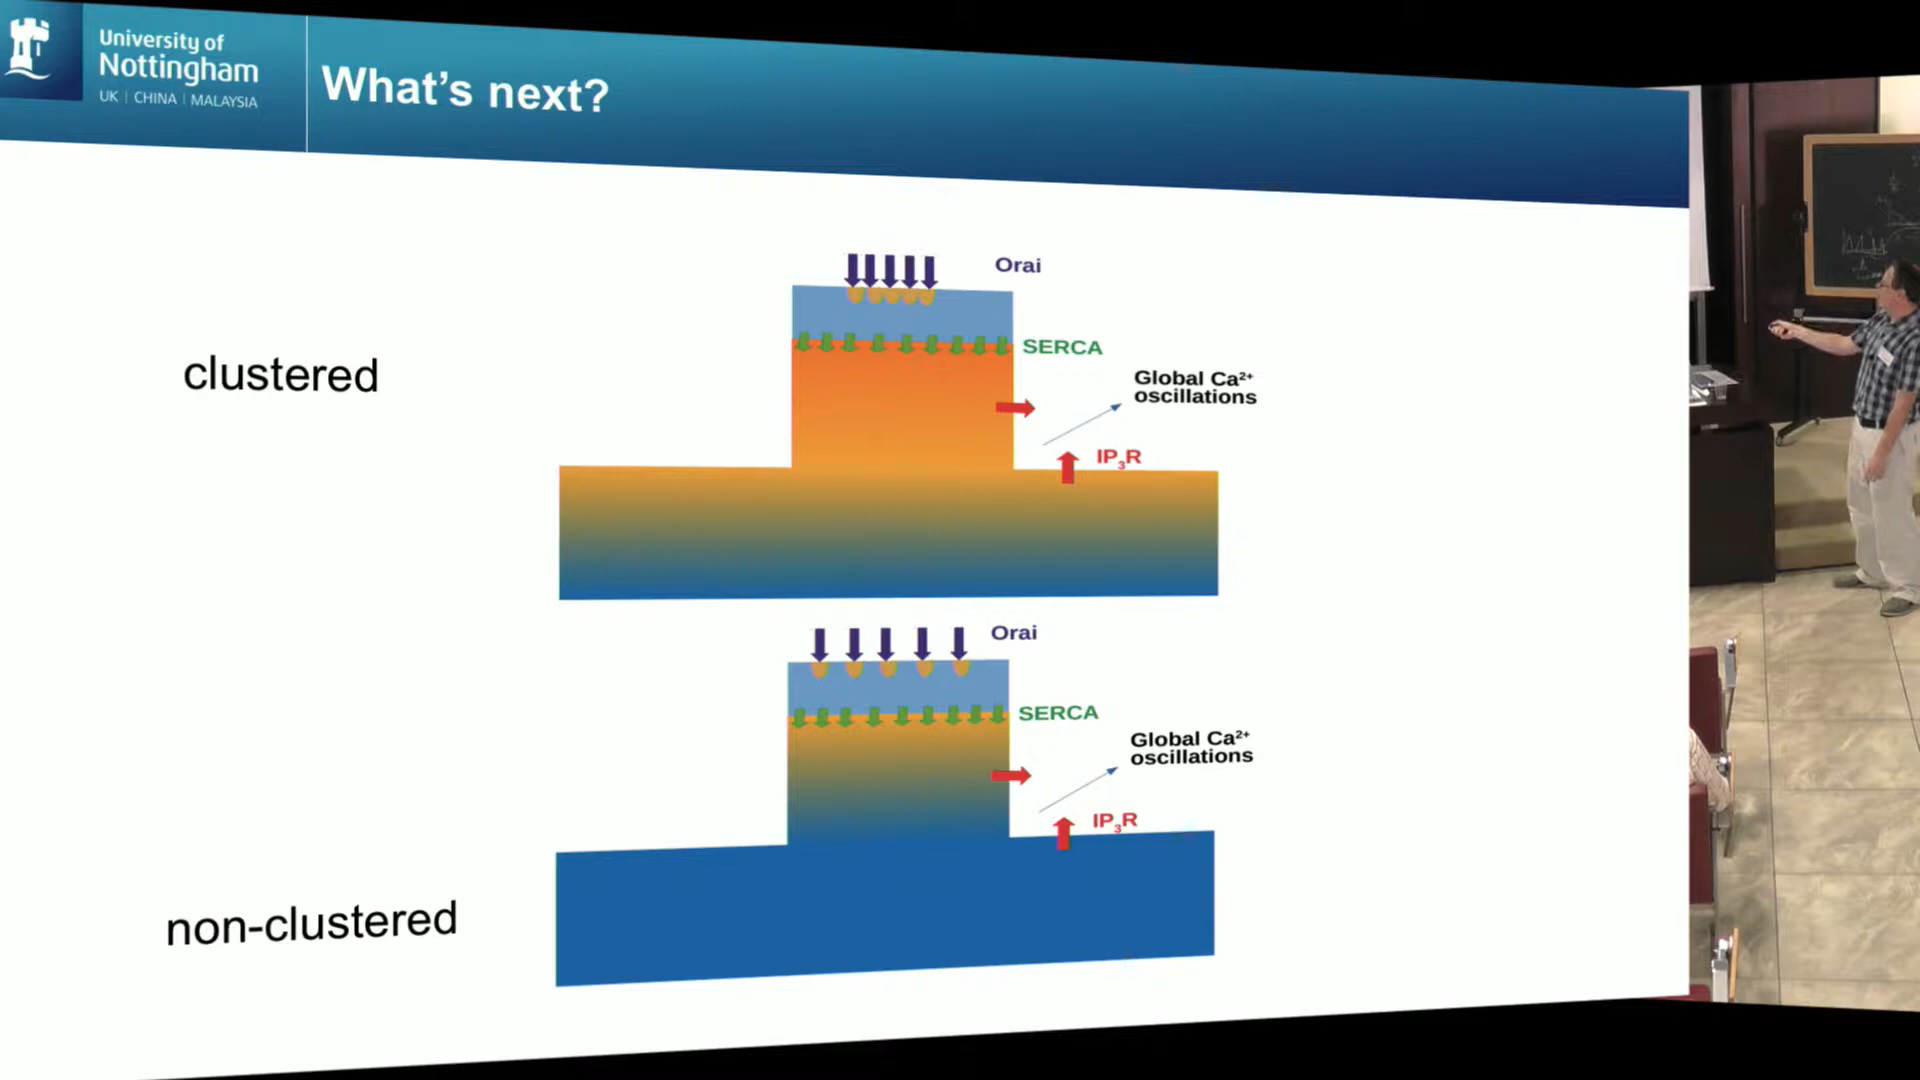 University of
Nottingham
UK | CHINA | MALAYSIA
What's next?
Orai
SERCA
clustered
Global Ca²⁺
oscillations
IP₃R
Orai
SERCA
Global Ca²⁺
oscillations
IP₃R
non-clustered